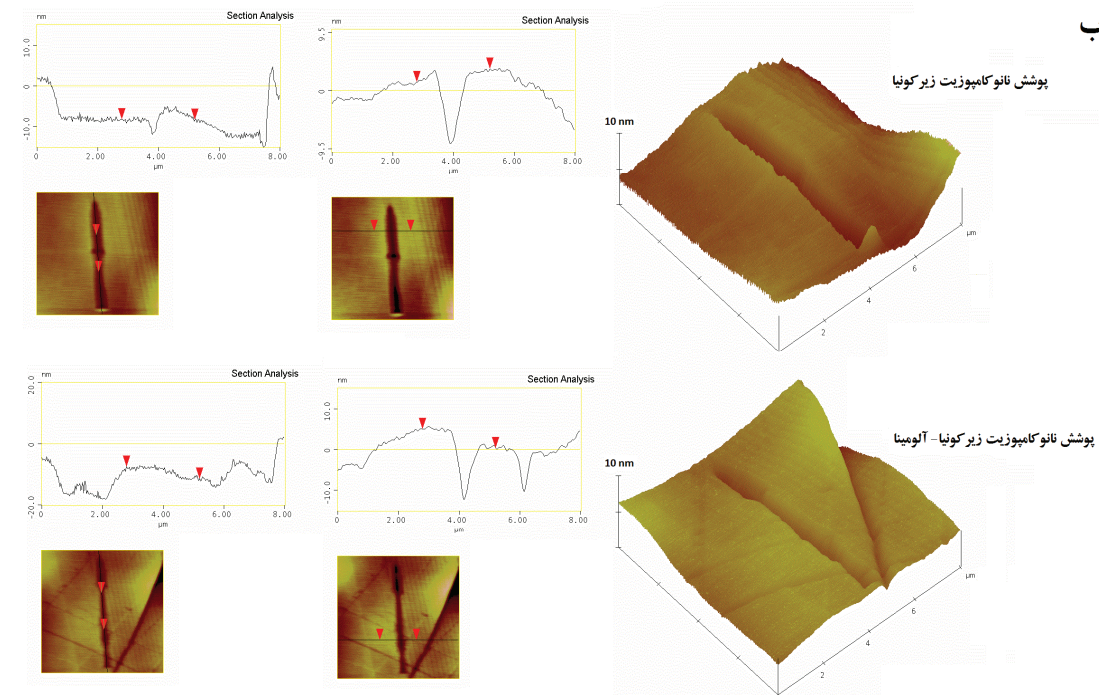 ب
Section Analysis
nm
10.0
0
-10.0
0
2.00
4.00
6.00
8.00
µm
Section Analysis
nm
9.5
0
-9.5
0
2.00
4.00
6.00
8.00
µm
پوشش نانوکامپوزیت زیرکونیا
10 nm
2
4
6
µm
Section Analysis
nm
20.0
0
-20.0
0
2.00
4.00
6.00
8.00
µm
Section Analysis
nm
10.0
0
-10.0
0
2.00
4.00
6.00
8.00
µm
پوشش نانوکامپوزیت زیرکونیا- آلومینا
10 nm
2
4
6
µm